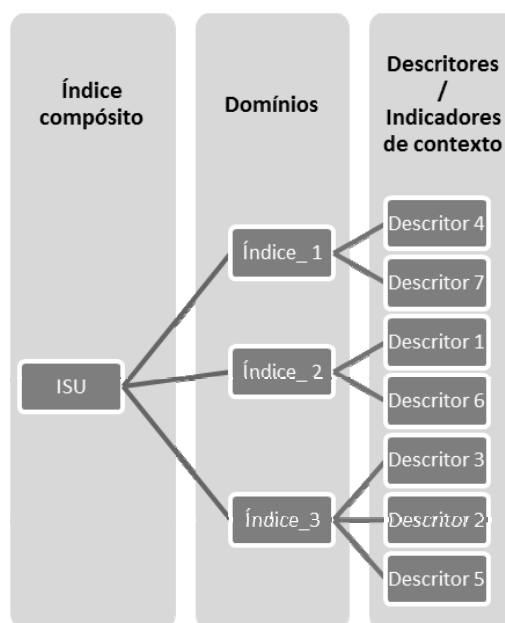 Índice
compósito
Domínios
Descritores
/
Indicadores
de contexto
ISU
Índice_ 1
Índice_ 2
Índice_3
Descritor 4
Descritor 7
Descritor 1
Descritor 6
Descritor 3
Descritor 2
Descritor 5